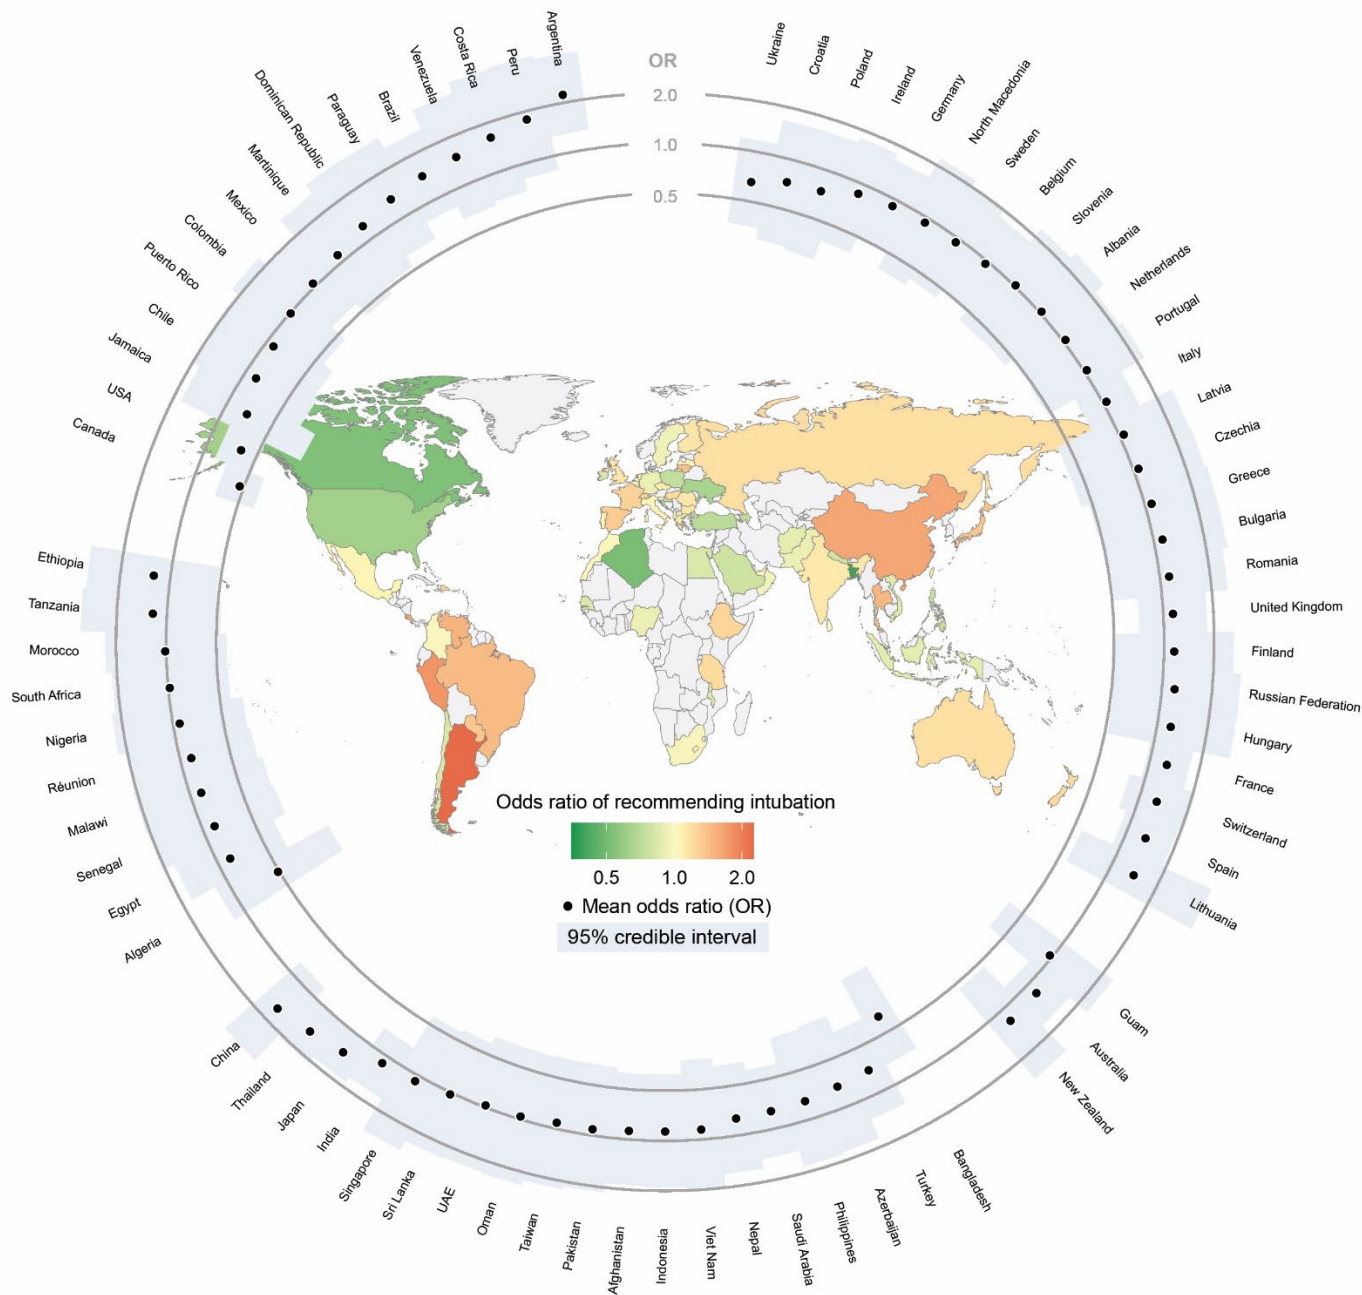 OR
2.0
1.0
0.5
Ukraine
Croatia
Poland
Ireland
Germany
North Macedonia
Sweden
Belgium
Slovenia
Albania
Netherlands
Portugal
Italy
Latvia
Czechia
Greece
Bulgaria
Romania
United Kingdom
Finland
Russian Federation
Hungary
France
Switzerland
Spain
Lithuania
Guam
Australia
New Zealand
Bangladesh
Turkey
Azerbaijan
Philippines
Saudi Arabia
Nepal
Viet Nam
Indonesia
Afghanistan
Pakistan
Taiwan
Oman
UAE
Sri Lanka
Singapore
India
Japan
Thailand
China
Algeria
Egypt
Senegal
Malawi
Réunion
Nigeria
South Africa
Morocco
Tanzania
Ethiopia
Canada
USA
Jamaica
Chile
Puerto Rico
Colombia
Mexico
Martinique
Dominican Republic
Paraguay
Brazil
Venezuela
Costa Rica
Peru
Argentina
Odds ratio of recommending intubation
0.5 1.0 2.0
Mean odds ratio (OR)
95% credible interval